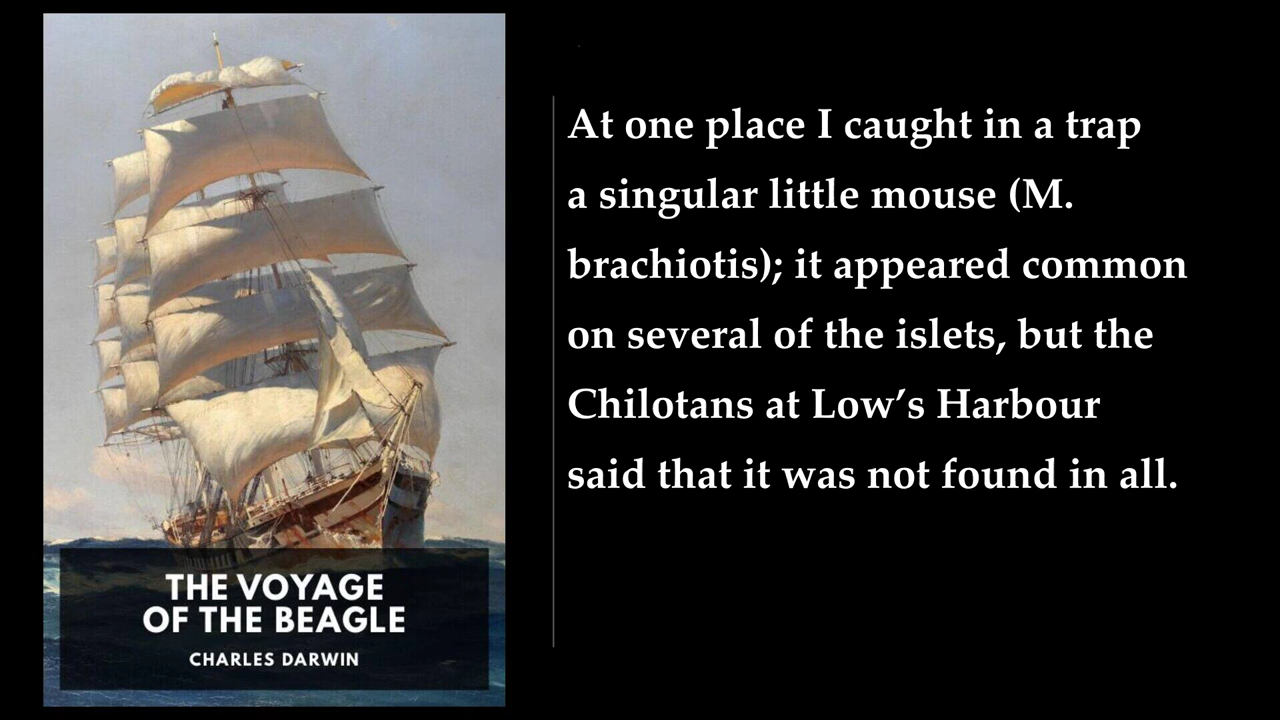 THE VOYAGE
OF THE BEAGLE
CHARLES DARWIN
At one place I caught in a trap
a singular little mouse (M.
brachiotis); it appeared common
on several of the islets, but the
Chilotans at Low’s Harbour
said that it was not found in all.